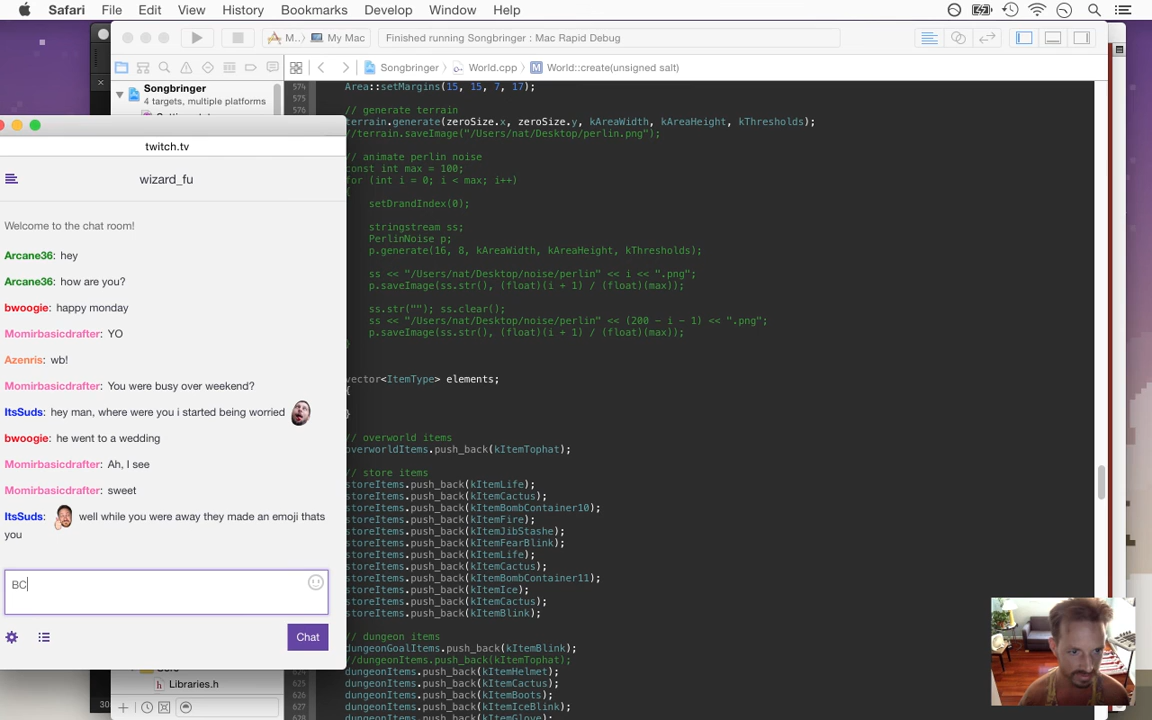 Safari File Edit View History Bookmarks Develop Window Help
M... My Mac Finished running Songbringer : Mac Rapid Debug
Songbringer World.cpp World::create(unsigned salt)
Songbringer
4 targets, multiple platforms
twitch.tv
wizard_fu
Welcome to the chat room!
Arcane36: hey
Arcane36: how are you?
bwoogie: happy monday
Momirbasicdrafter: YO
Azenris: wb!
Momirbasicdrafter: You were busy over weekend?
ItsSuds: hey man, where were you i started being worried
bwoogie: he went to a wedding
Momirbasicdrafter: Ah, I see
Momirbasicdrafter: sweet
ItsSuds: well while you were away they made an emoji thats
you
BC
Chat
Libraries.h
574 Area::setMargins(15, 15, 7, 17);
575
576 // generate terrain
terrain.generate(zeroSize.x, zeroSize.y, kAreaWidth, kAreaHeight, kThresholds);
//terrain.saveImage("/Users/nat/Desktop/perlin.png");
// animate perlin noise
const int max = 100;
for (int i = 0; i < max; i++)
setDrandIndex(0);
stringstream ss;
PerlinNoise p;
p.generate(16, 8, kAreaWidth, kAreaHeight, kThresholds);
ss << "/Users/nat/Desktop/noise/perlin" << i << ".png";
p.saveImage(ss.str(), (float)(i + 1) / (float)(max));
ss.str(""); ss.clear();
ss << "/Users/nat/Desktop/noise/perlin" << (200 - i - 1) << ".png";
p.saveImage(ss.str(), (float)(i + 1) / (float)(max));
}
vector<ItemType> elements;
{
}
// overworld items
overworldItems.push_back(kItemTophat);
// store items
storeItems.push_back(kItemLife);
storeItems.push_back(kItemCactus);
storeItems.push_back(kItemBombContainer10);
storeItems.push_back(kItemFire);
storeItems.push_back(kItemJibStashe);
storeItems.push_back(kItemFearBlink);
storeItems.push_back(kItemLife);
storeItems.push_back(kItemCactus);
storeItems.push_back(kItemBombContainer11);
storeItems.push_back(kItemIce);
storeItems.push_back(kItemCactus);
storeItems.push_back(kItemBlink);
// dungeon items
dungeonGoalItems.push_back(kItemBlink);
//dungeonItems.push_back(kItemTophat);
dungeonItems.push_back(kItemHelmet);
625 dungeonItems.push_back(kItemCactus);
626 dungeonItems.push_back(kItemBoots);
627 dungeonItems.push_back(kItemIceBlink);
dungeonItems.push_back(kItemGlove);